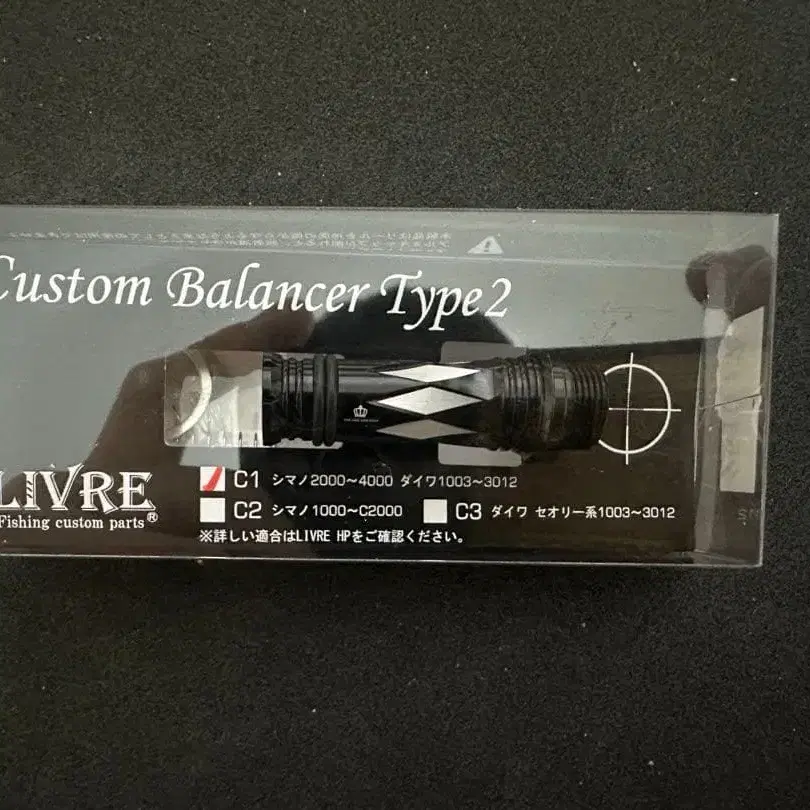 Custom Balancer Type2
LIVRE
Fishing custom parts®
C1 シマノ2000～4000 ダイワ1003～3012
C2 シマノ1000～C2000
C3 ダイワ セオリー系1003～3012
※詳しい適合はLIVRE HPをご確認ください。